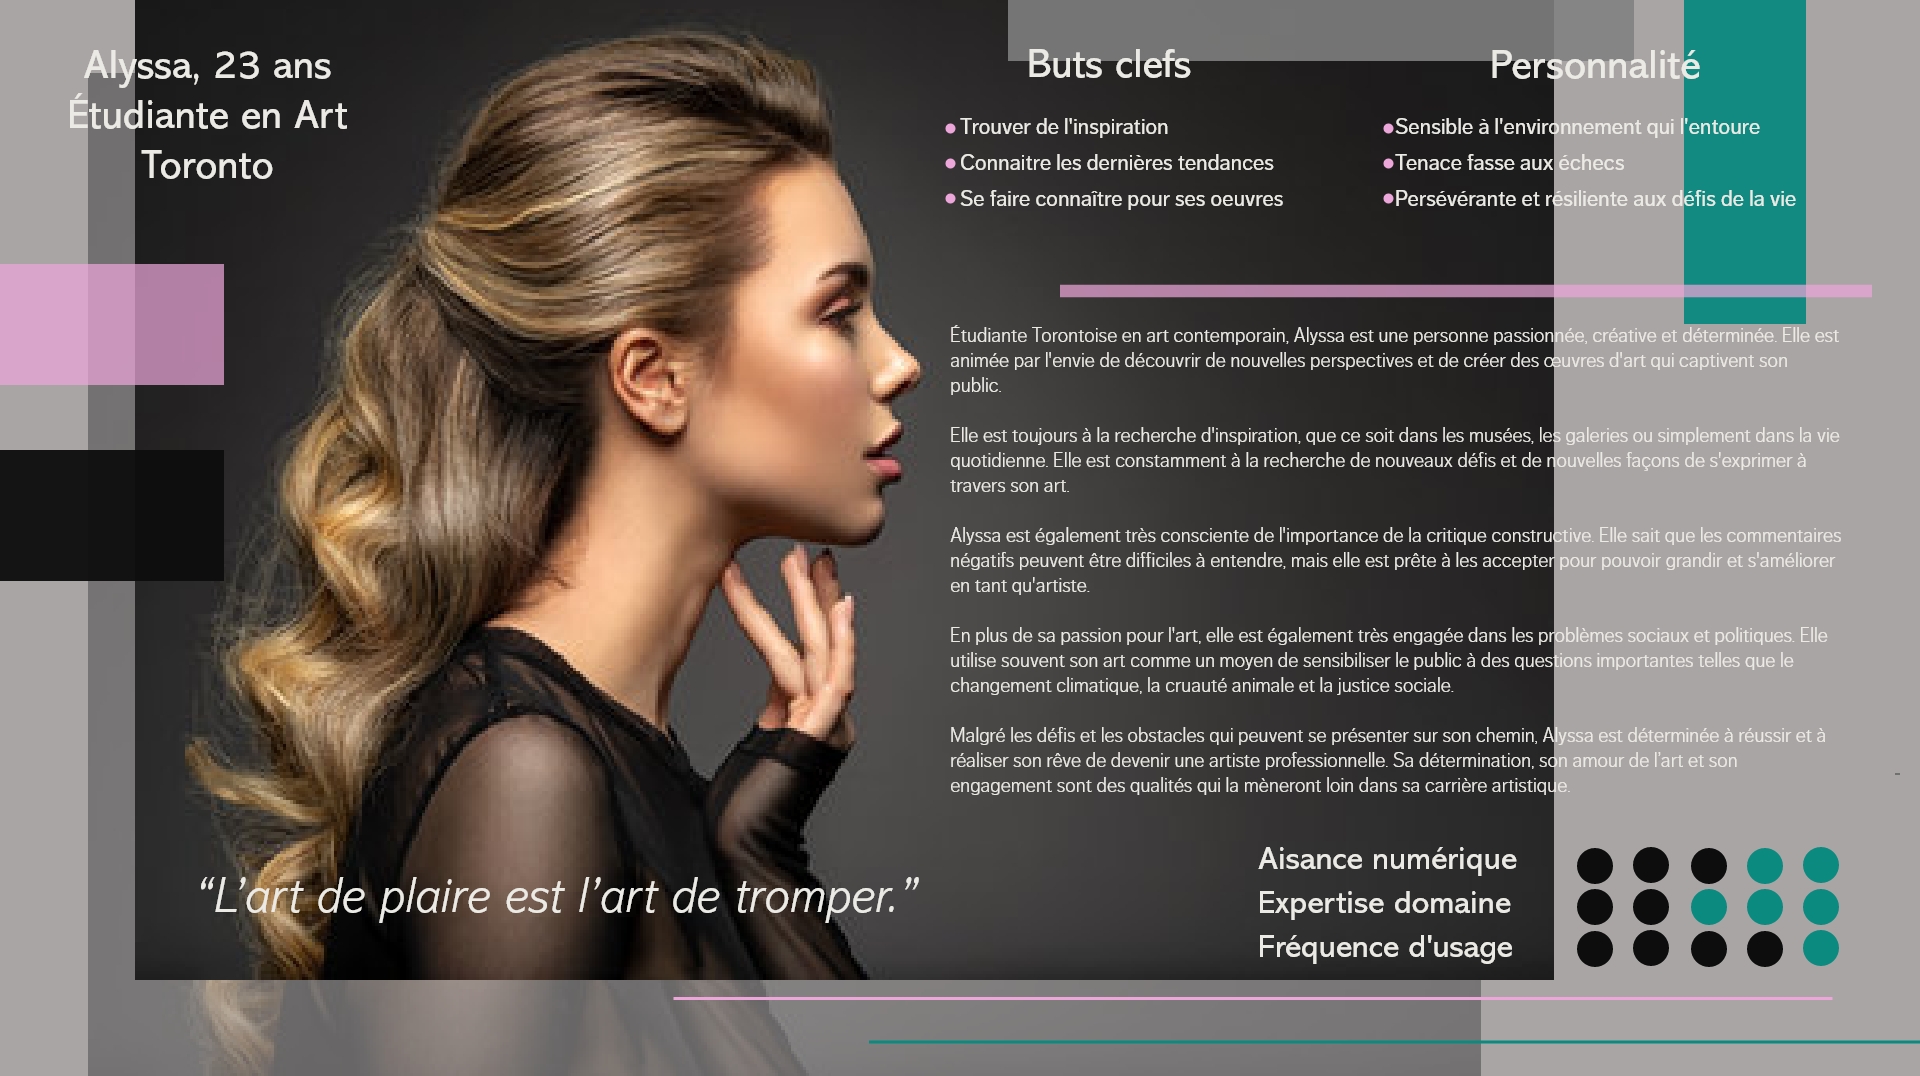 Alyssa, 23 ans
Étudiante en Art
Toronto
Buts clefs
Trouver de l'inspiration
Connaitre les dernières tendances
Se faire connaître pour ses oeuvres
Personnalité
Sensible à l'environnement qui l'entoure
Tenace fasse aux échecs
Persévérante et résiliente aux défis de la vie
Étudiante Torontoise en art contemporain, Alyssa est une personne passionnée, créative et déterminée. Elle est
animée par l'envie de découvrir de nouvelles perspectives et de créer des œuvres d'art qui captivent son
public.
Elle est toujours à la recherche d'inspiration, que ce soit dans les musées, les galeries ou simplement dans la vie
quotidienne. Elle est constamment à la recherche de nouveaux défis et de nouvelles façons de s'exprimer à
travers son art.
Alyssa est également très consciente de l'importance de la critique constructive. Elle sait que les commentaires
négatifs peuvent être difficiles à entendre, mais elle est prête à les accepter pour pouvoir grandir et s'améliorer
en tant qu'artiste.
En plus de sa passion pour l'art, elle est également très engagée dans les problèmes sociaux et politiques. Elle
utilise souvent son art comme un moyen de sensibiliser le public à des questions importantes telles que le
changement climatique, la cruauté animale et la justice sociale.
Malgré les défis et les obstacles qui peuvent se présenter sur son chemin, Alyssa est déterminée à réussir et à
réaliser son rêve de devenir une artiste professionnelle. Sa détermination, son amour de l'art et son
engagement sont des qualités qui la mèneront loin dans sa carrière artistique.
“L’art de plaire est l’art de tromper.”
Aisance numérique
Expertise domaine
Fréquence d'usage